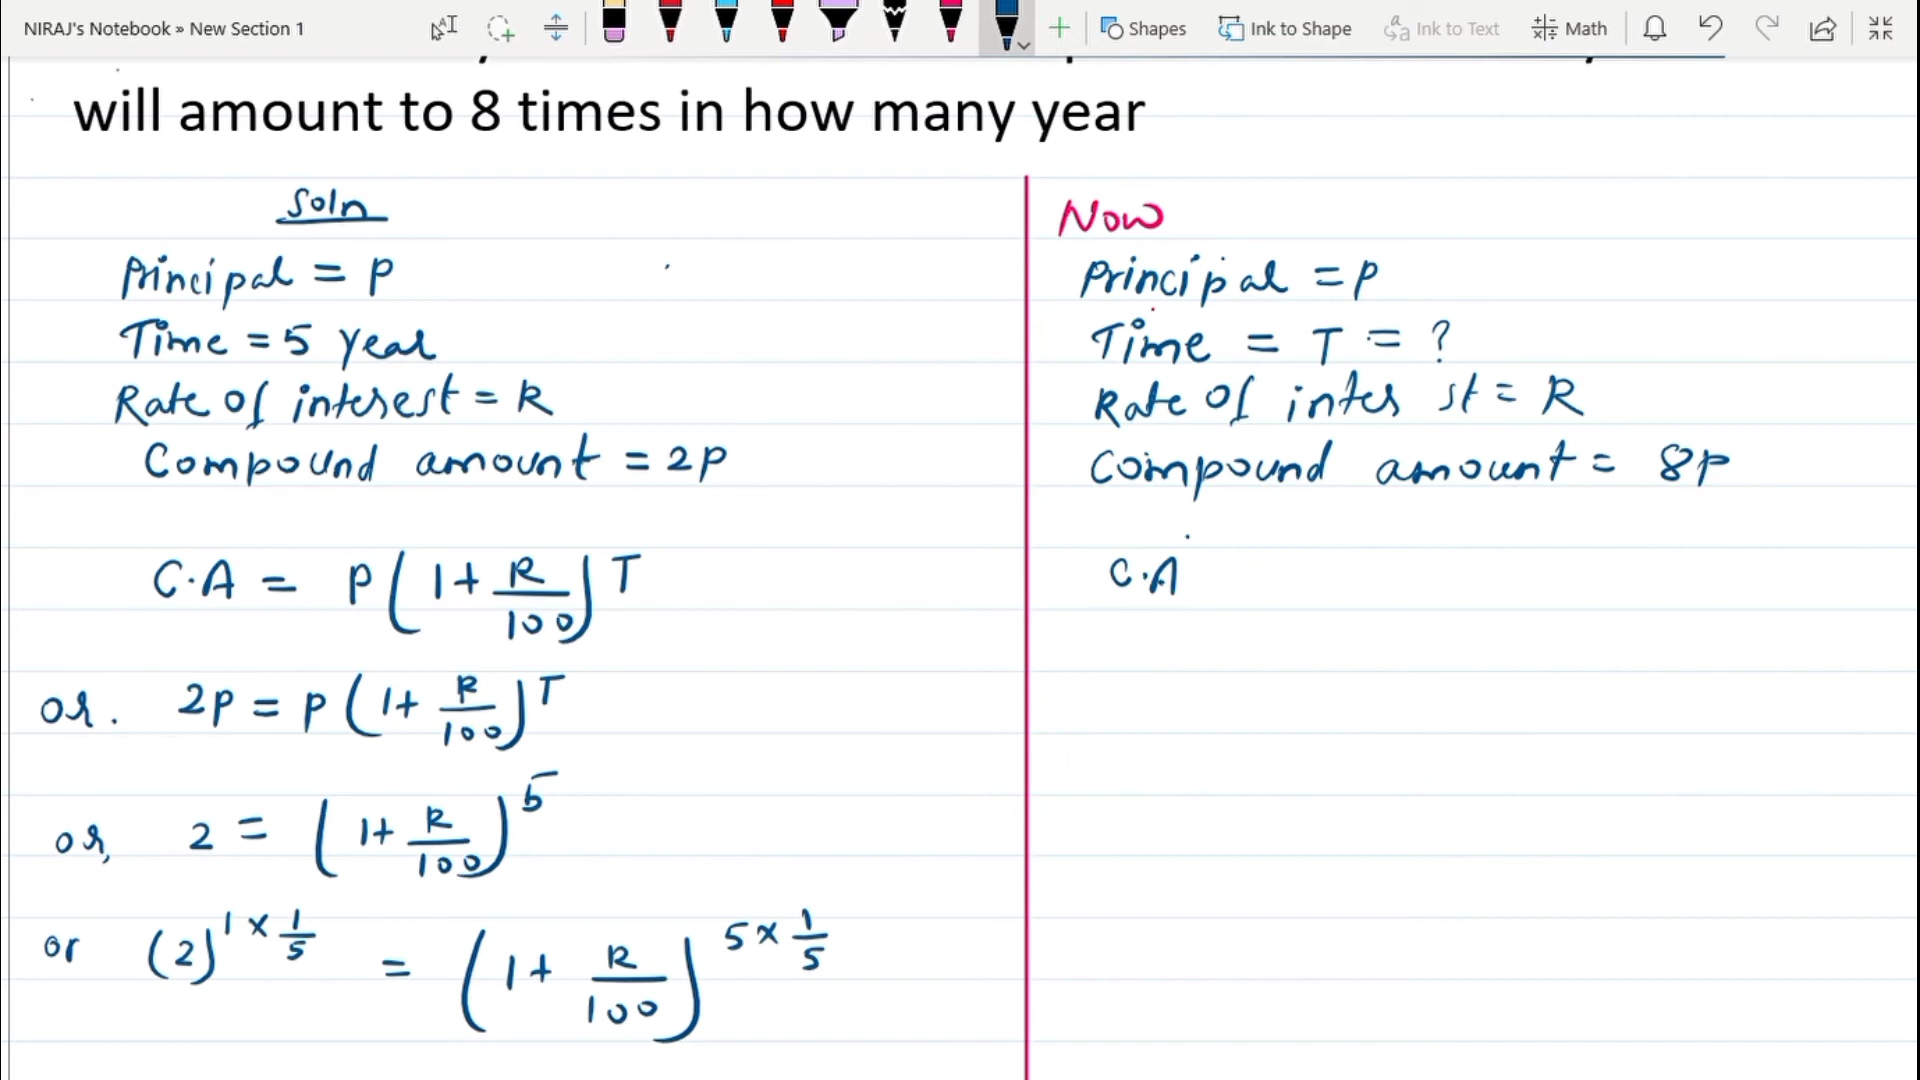 NIRAJ's Notebook » New Section 1
Shapes
Ink to Shape
Ink to Text
Math
will amount to 8 times in how many year
Soln
Principal = P
Time = 5 year
Rate of interest = R
Compound amount = 2P
C.A = P(1+R/100)T
or. 2P = P(1+R/100)T
or, 2 = (1+R/100)5
or (2)1×1/5 = (1+R/100)5×1/5
Now
Principal = P
Time = T = ?
Rate of inter st = R
Compound amount = 8P
C.A